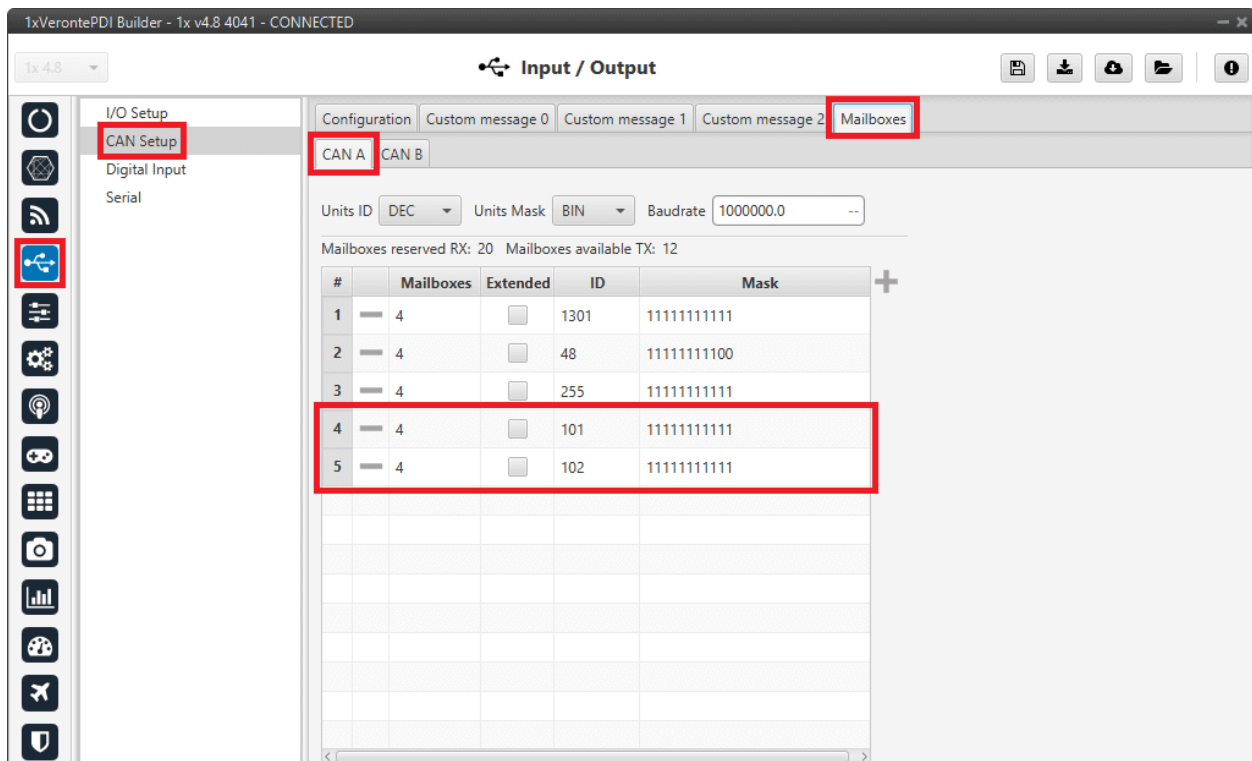 1xVerontePDI Builder - 1x v4.8 4041 - CONNECTED
1x 4.8
Input / Output
I/O Setup
CAN Setup
Digital Input
Serial
Configuration Custom message 0 Custom message 1 Custom message 2 Mailboxes
CAN A CAN B
Units ID DEC Units Mask BIN Baudrate 1000000.0 --
Mailboxes reserved RX: 20 Mailboxes available TX: 12
# Mailboxes Extended ID Mask
1 4 1301 11111111111
2 4 48 11111111100
3 4 255 11111111111
4 4 101 11111111111
5 4 102 11111111111